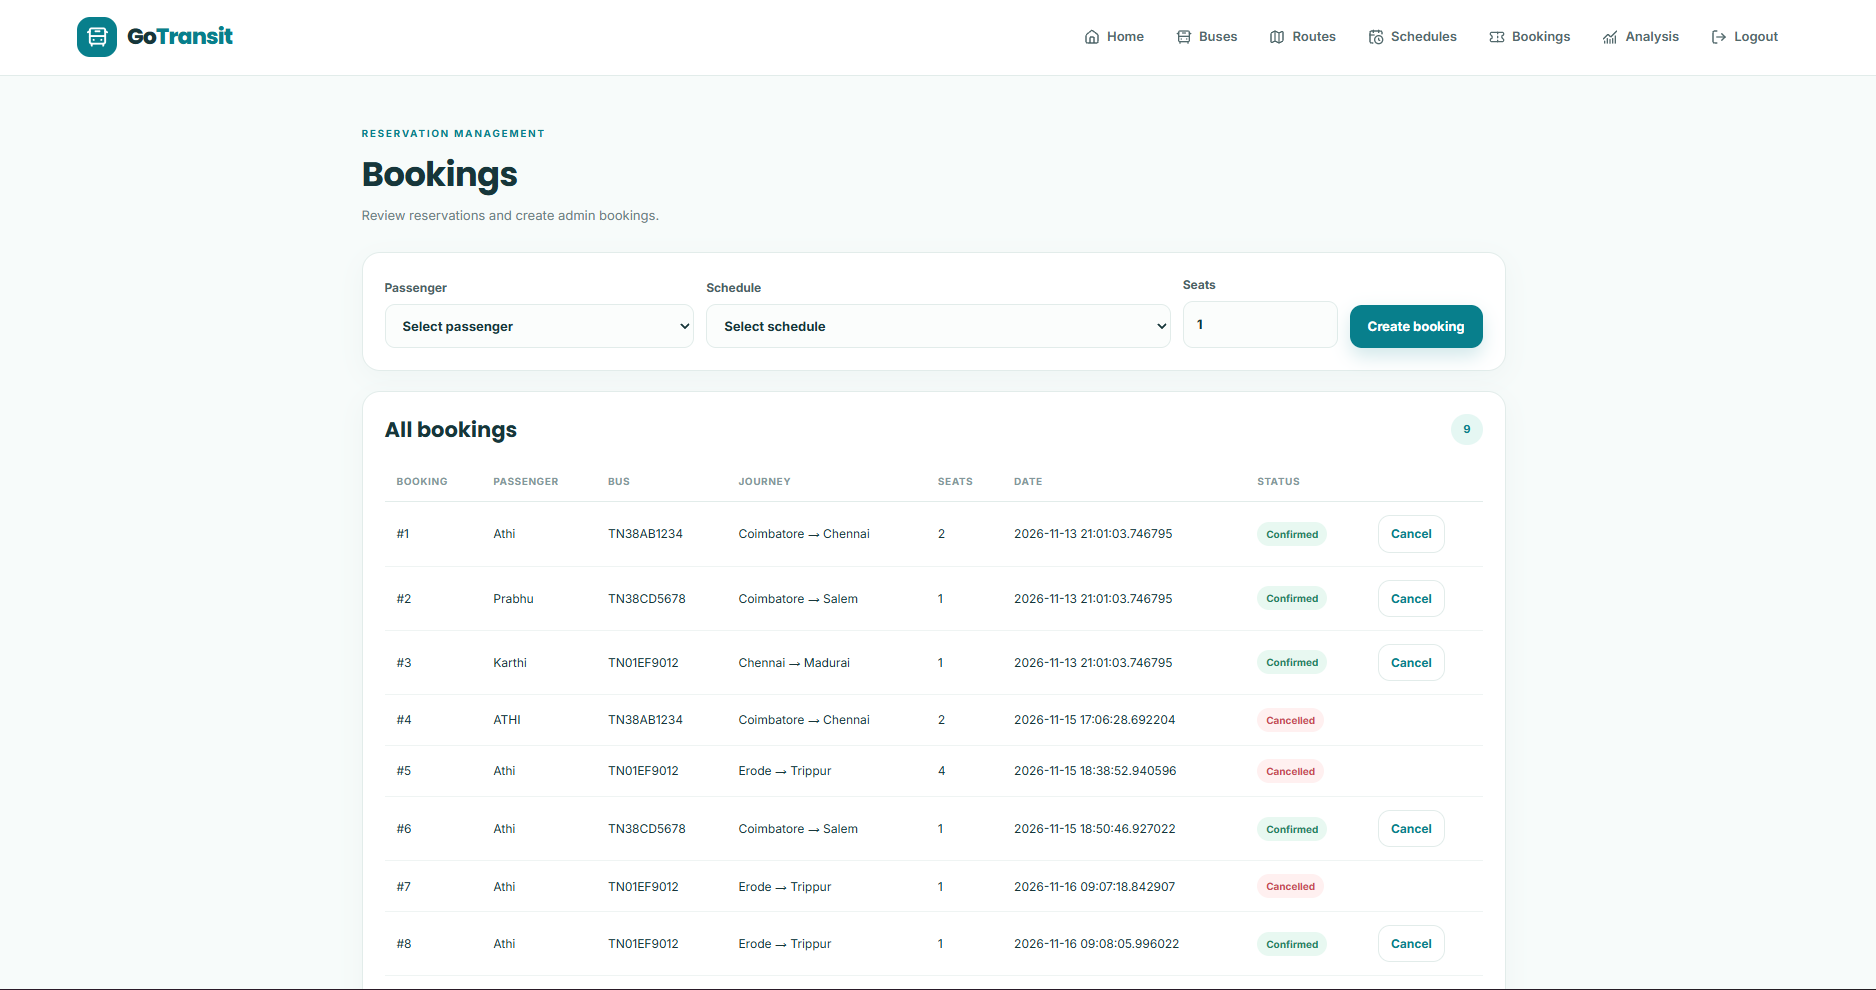 GoTransit
Home Buses Routes Schedules Bookings Analysis Logout
RESERVATION MANAGEMENT
Bookings
Review reservations and create admin bookings.
Passenger Schedule Seats
Select passenger Select schedule 1 Create booking
All bookings 9
BOOKING PASSENGER BUS JOURNEY SEATS DATE STATUS
#1 Athi TN38AB1234 Coimbatore → Chennai 2 2026-11-13 21:01:03.746795 Confirmed Cancel
#2 Prabhu TN38CD5678 Coimbatore → Salem 1 2026-11-13 21:01:03.746795 Confirmed Cancel
#3 Karthi TN01EF9012 Chennai → Madurai 1 2026-11-13 21:01:03.746795 Confirmed Cancel
#4 ATHI TN38AB1234 Coimbatore → Chennai 2 2026-11-15 17:06:28.692204 Cancelled
#5 Athi TN01EF9012 Erode → Trippur 4 2026-11-15 18:38:52.940596 Cancelled
#6 Athi TN38CD5678 Coimbatore → Salem 1 2026-11-15 18:50:46.927022 Confirmed Cancel
#7 Athi TN01EF9012 Erode → Trippur 1 2026-11-16 09:07:18.842907 Cancelled
#8 Athi TN01EF9012 Erode → Trippur 1 2026-11-16 09:08:05.996022 Confirmed Cancel